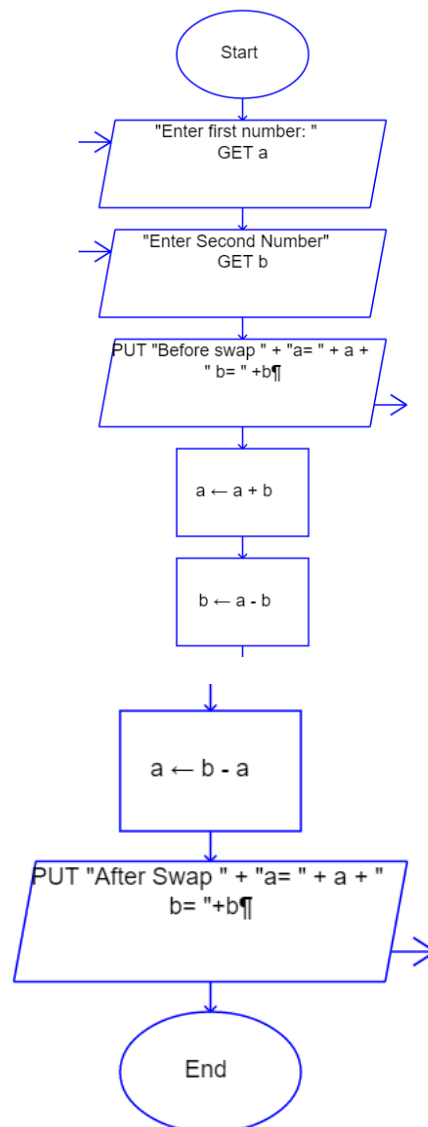 Start
"Enter first number: "
GET a
"Enter Second Number"
GET b
PUT "Before swap " + "a= " + a +
" b= " +b¶
a ← a + b
b ← a - b
a ← b - a
PUT "After Swap " + "a= " + a + "
b= "+b¶
End